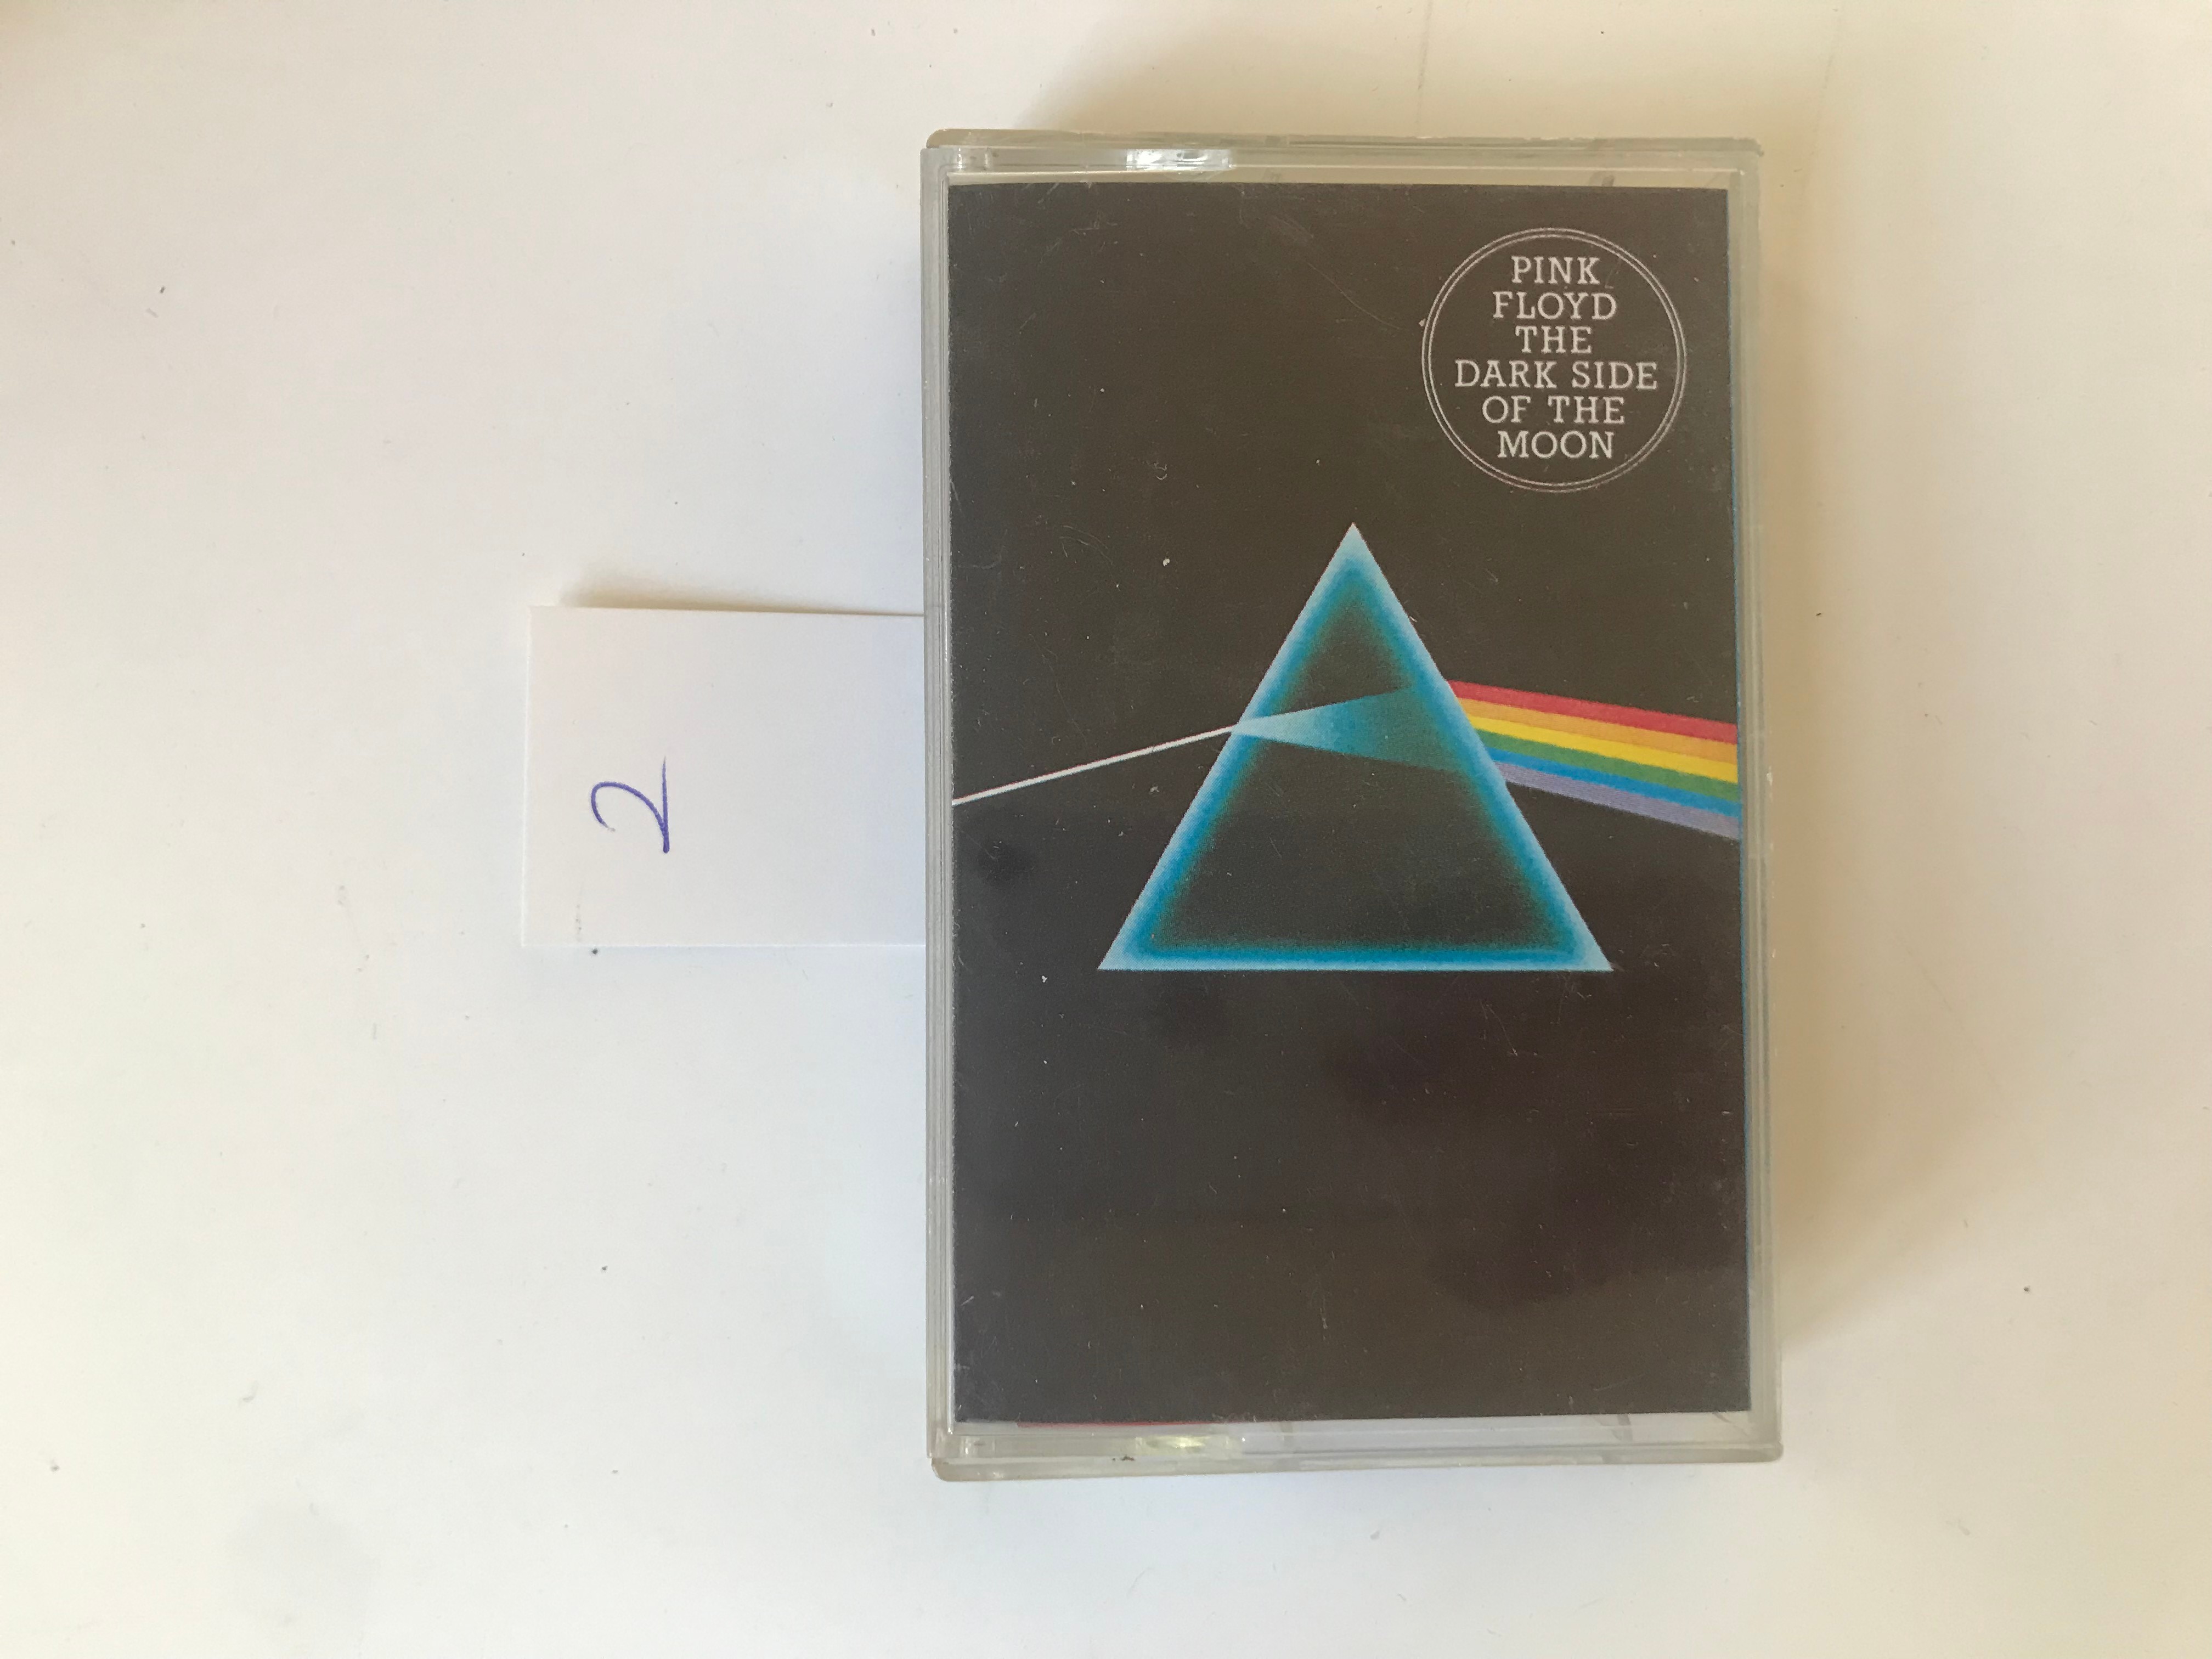 2
PINK
FLOYD
THE
DARK SIDE
OF THE
MOON